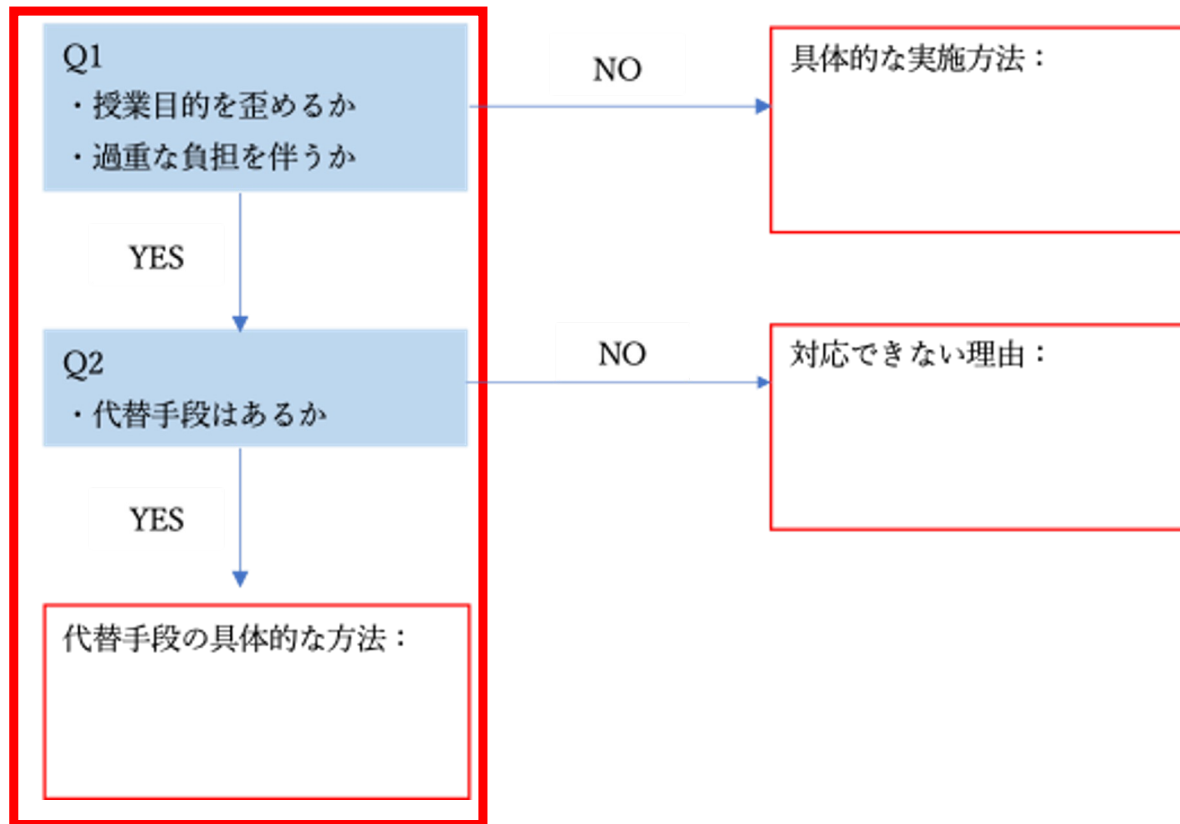 Q1
・授業目的を歪めるか
・過重な負担を伴うか
NO
具体的な実施方法：
YES
Q2
・代替手段はあるか
NO
対応できない理由：
YES
代替手段の具体的な方法：